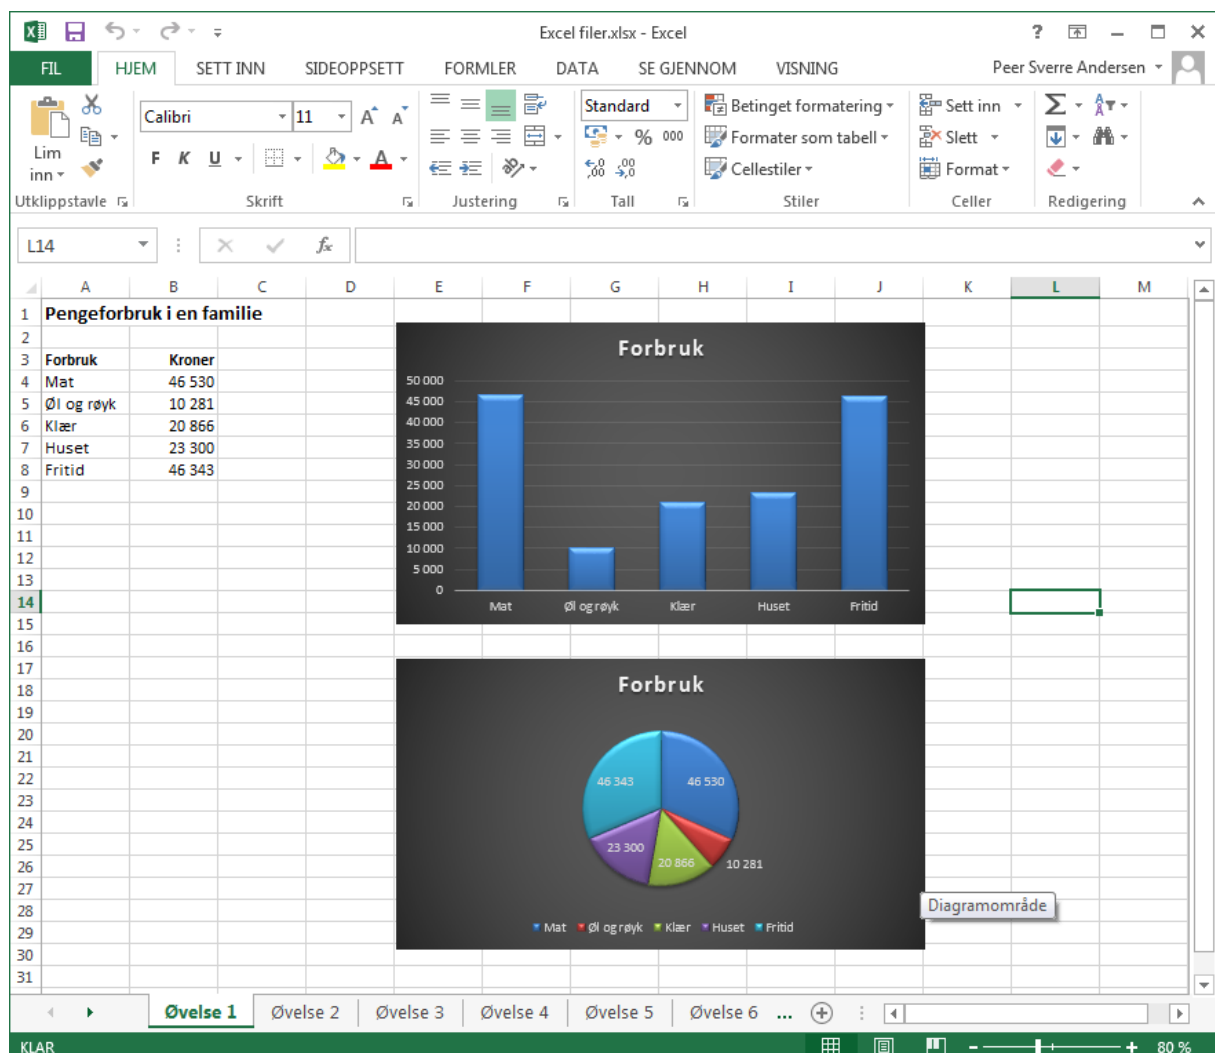 Excel filer.xlsx - Excel
FIL HJEM SETT INN SIDEOPPSETT FORMLER DATA SE GJENNOM VISNING Peer Sverre Andersen
Lim inn
Calibri 11 A A
F K U A
Standard
% 000
Betinget formatering
Formater som tabell
Cellestiler
Sett inn
Slett
Format
Utklippstavle Skrift Justering Tall Stiler Celler Redigering
L14 fx
A B C D E F G H I J K L M
1 Pengeforbruk i en familie
2
3 Forbruk Kroner
4 Mat 46 530
5 Øl og røyk 10 281
6 Klær 20 866
7 Huset 23 300
8 Fritid 46 343
9
10
11
12
13
14
15
16
17
18
19
20
21
22
23
24
25
26
27
28
29
30
31
Forbruk
50 000
45 000
40 000
35 000
30 000
25 000
20 000
15 000
10 000
5 000
0
Mat Øl og røyk Klær Huset Fritid
Forbruk
46 343 46 530
23 300 20 866 10 281
Mat Øl og røyk Klær Huset Fritid
Diagramområde
Øvelse 1 Øvelse 2 Øvelse 3 Øvelse 4 Øvelse 5 Øvelse 6 ...
KLAR 80 %